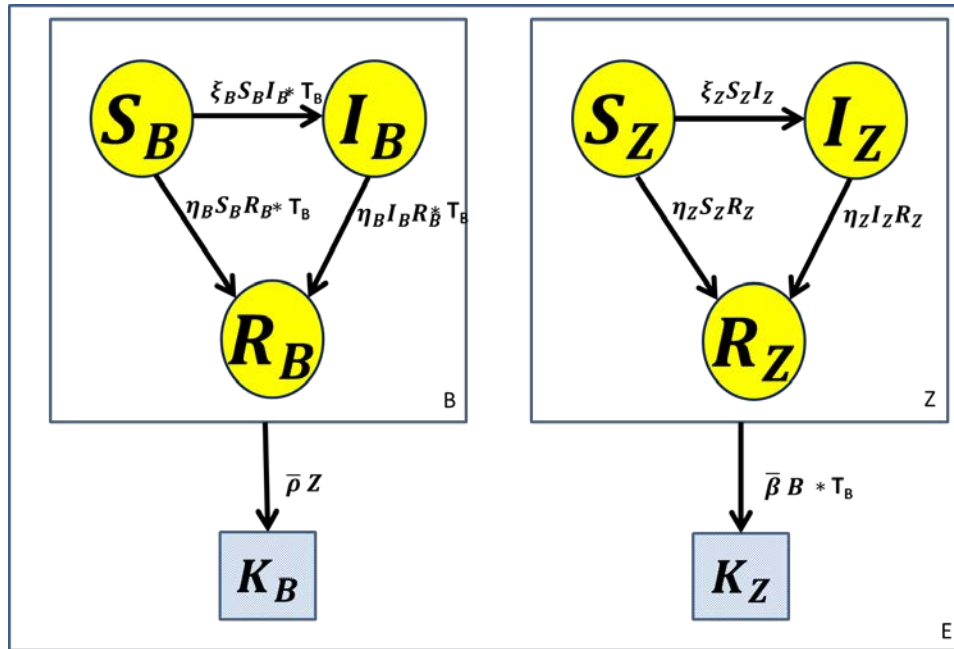 ξ_B S_B I_B * T_B
ξ_Z S_Z I_Z
S_B
I_B
S_Z
I_Z
η_B S_B R_B * T_B
η_B I_B R_B * T_B
η_Z S_Z R_Z
η_Z I_Z R_Z
R_B
R_Z
B
Z
ρ̅ Z
β̅ B * T_B
K_B
K_Z
E